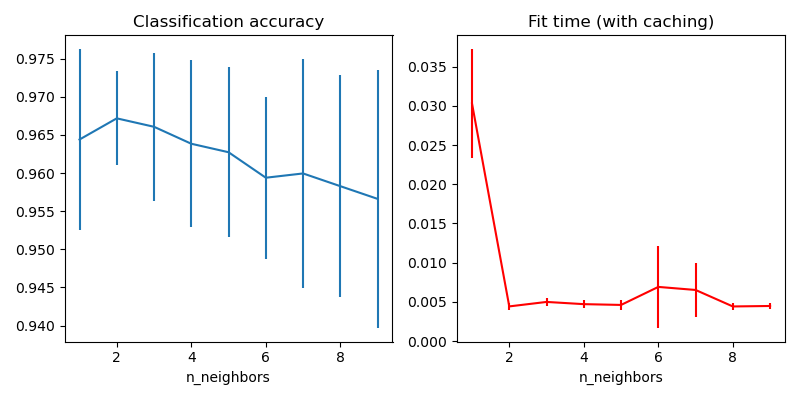 Classification accuracy
0.975
0.970
0.965
0.960
0.955
0.950
0.945
0.940
2 4 6 8
n_neighbors
Fit time (with caching)
0.035
0.030
0.025
0.020
0.015
0.010
0.005
0.000
2 4 6 8
n_neighbors